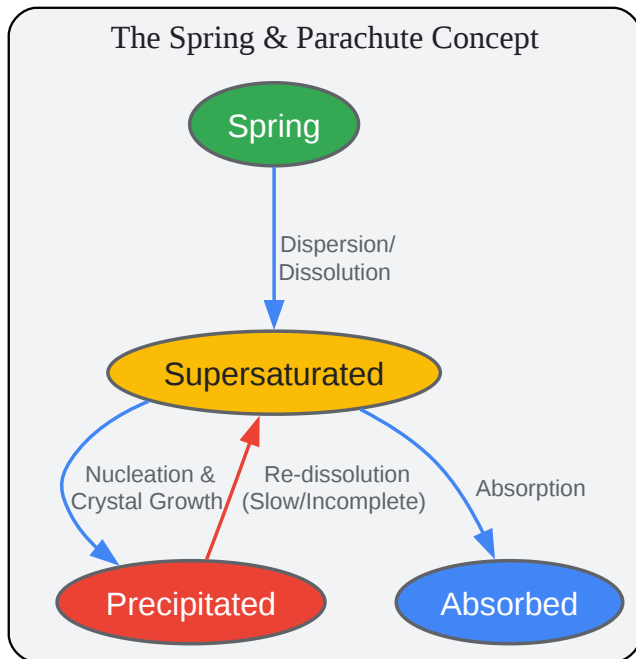 The Spring & Parachute Concept
Spring
Dispersion/
Dissolution
Supersaturated
Nucleation &
Crystal Growth
Re-dissolution
(Slow/Incomplete)
Absorption
Precipitated
Absorbed